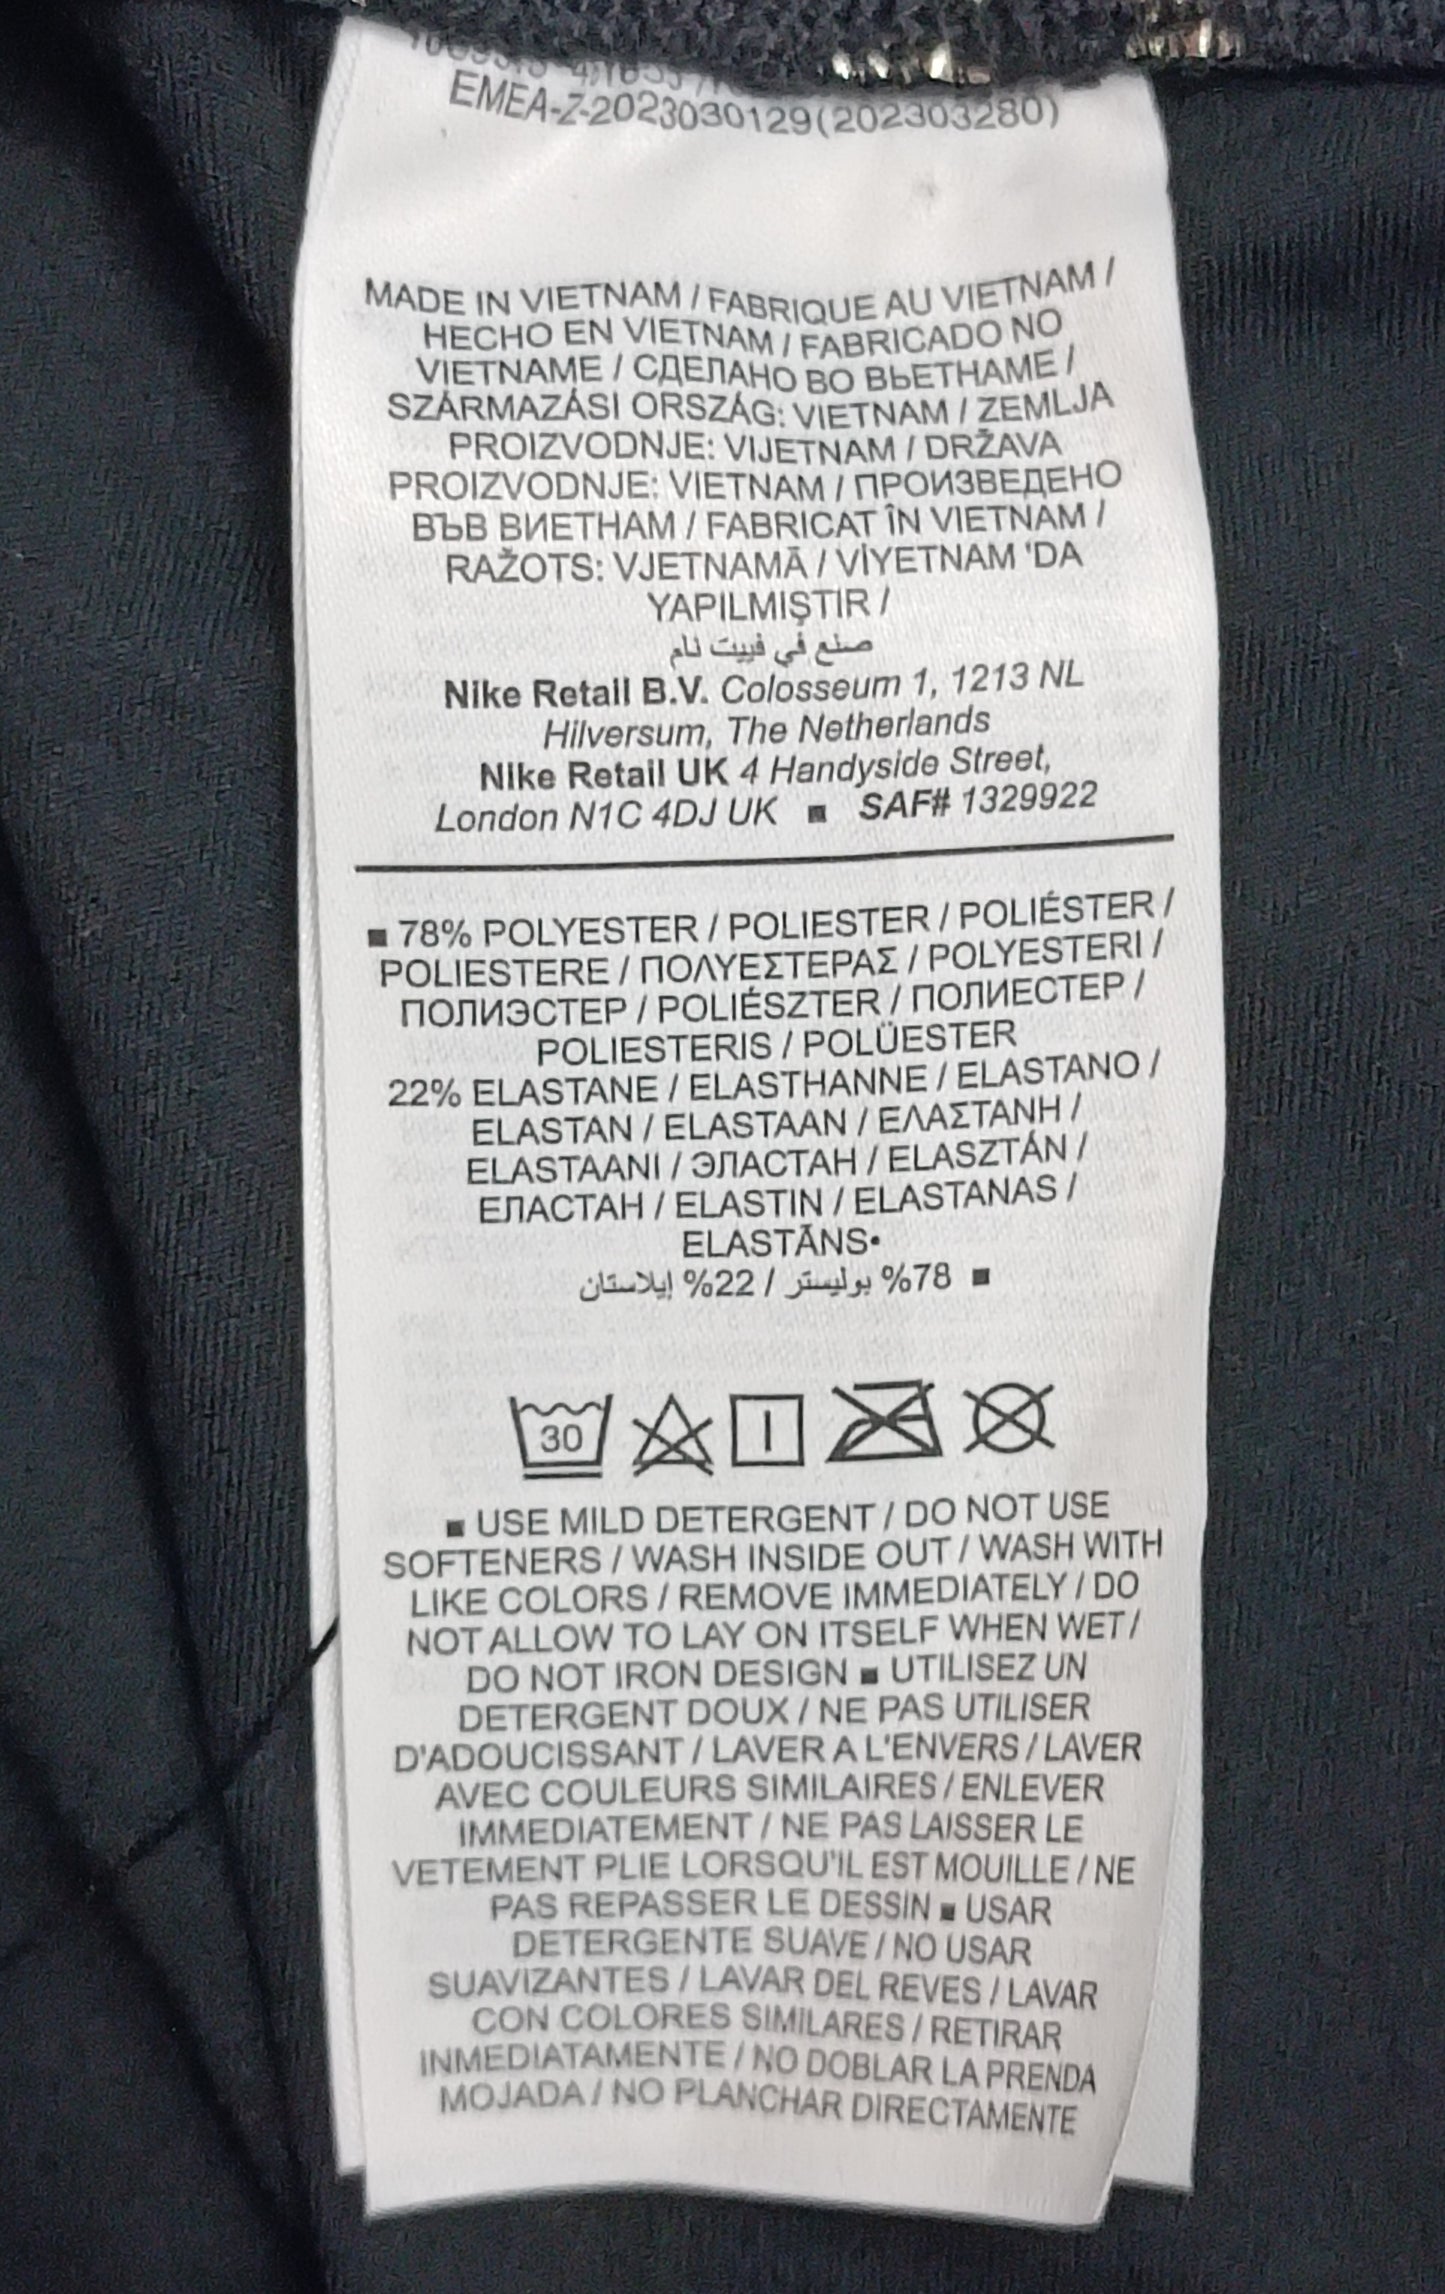 EMEA-Z-2023030129(202303280)
MADE IN VIETNAM / FABRIQUE AU VIETNAM /
HECHO EN VIETNAM / FABRICADO NO
VIETNAME / СДЕЛАНО ВО ВЬЕТНАМЕ /
SZÁRMAZÁSI ORSZÁG: VIETNAM / ZEMLJA
PROIZVODNJE: VIJETNAM / DRŽAVA
PROIZVODNJE: VIETNAM / ПРОИЗВЕДЕНО
ВЪВ ВИЕТНАМ / FABRICAT ÎN VIETNAM /
RAŽOTS: VJETNAMĀ / VİYETNAM 'DA
YAPILMIŞTIR /
صنع في فييت نام
Nike Retail B.V. Colosseum 1, 1213 NL
Hilversum, The Netherlands
Nike Retail UK 4 Handyside Street,
London N1C 4DJ UK ■ SAF# 1329922
■ 78% POLYESTER / POLIESTER / POLIÉSTER /
POLIESTERE / ΠΟΛΥΕΣΤΕΡΑΣ / POLYESTERI /
ПОЛИЭСТЕР / POLIÉSZTER / ПОЛИЕСТЕР /
POLIESTERIS / POLÜESTER
22% ELASTANE / ELASTHANNE / ELASTANO /
ELASTAN / ELASTAAN / ΕΛΑΣΤΑΝΗ /
ELASTAANI / ЭЛАСТАН / ELASZTÁN /
ЕЛАСТАН / ELASTIN / ELASTANAS /
ELASTĀNS•
■ 78% بوليستر / 22% إيلاستان
30
■ USE MILD DETERGENT / DO NOT USE
SOFTENERS / WASH INSIDE OUT / WASH WITH
LIKE COLORS / REMOVE IMMEDIATELY / DO
NOT ALLOW TO LAY ON ITSELF WHEN WET /
DO NOT IRON DESIGN ■ UTILISEZ UN
DETERGENT DOUX / NE PAS UTILISER
D'ADOUCISSANT / LAVER A L'ENVERS / LAVER
AVEC COULEURS SIMILAIRES / ENLEVER
IMMEDIATEMENT / NE PAS LAISSER LE
VETEMENT PLIE LORSQU'IL EST MOUILLE / NE
PAS REPASSER LE DESSIN ■ USAR
DETERGENTE SUAVE / NO USAR
SUAVIZANTES / LAVAR DEL REVES / LAVAR
CON COLORES SIMILARES / RETIRAR
INMEDIATAMENTE / NO DOBLAR LA PRENDA
MOJADA / NO PLANCHAR DIRECTAMENTE